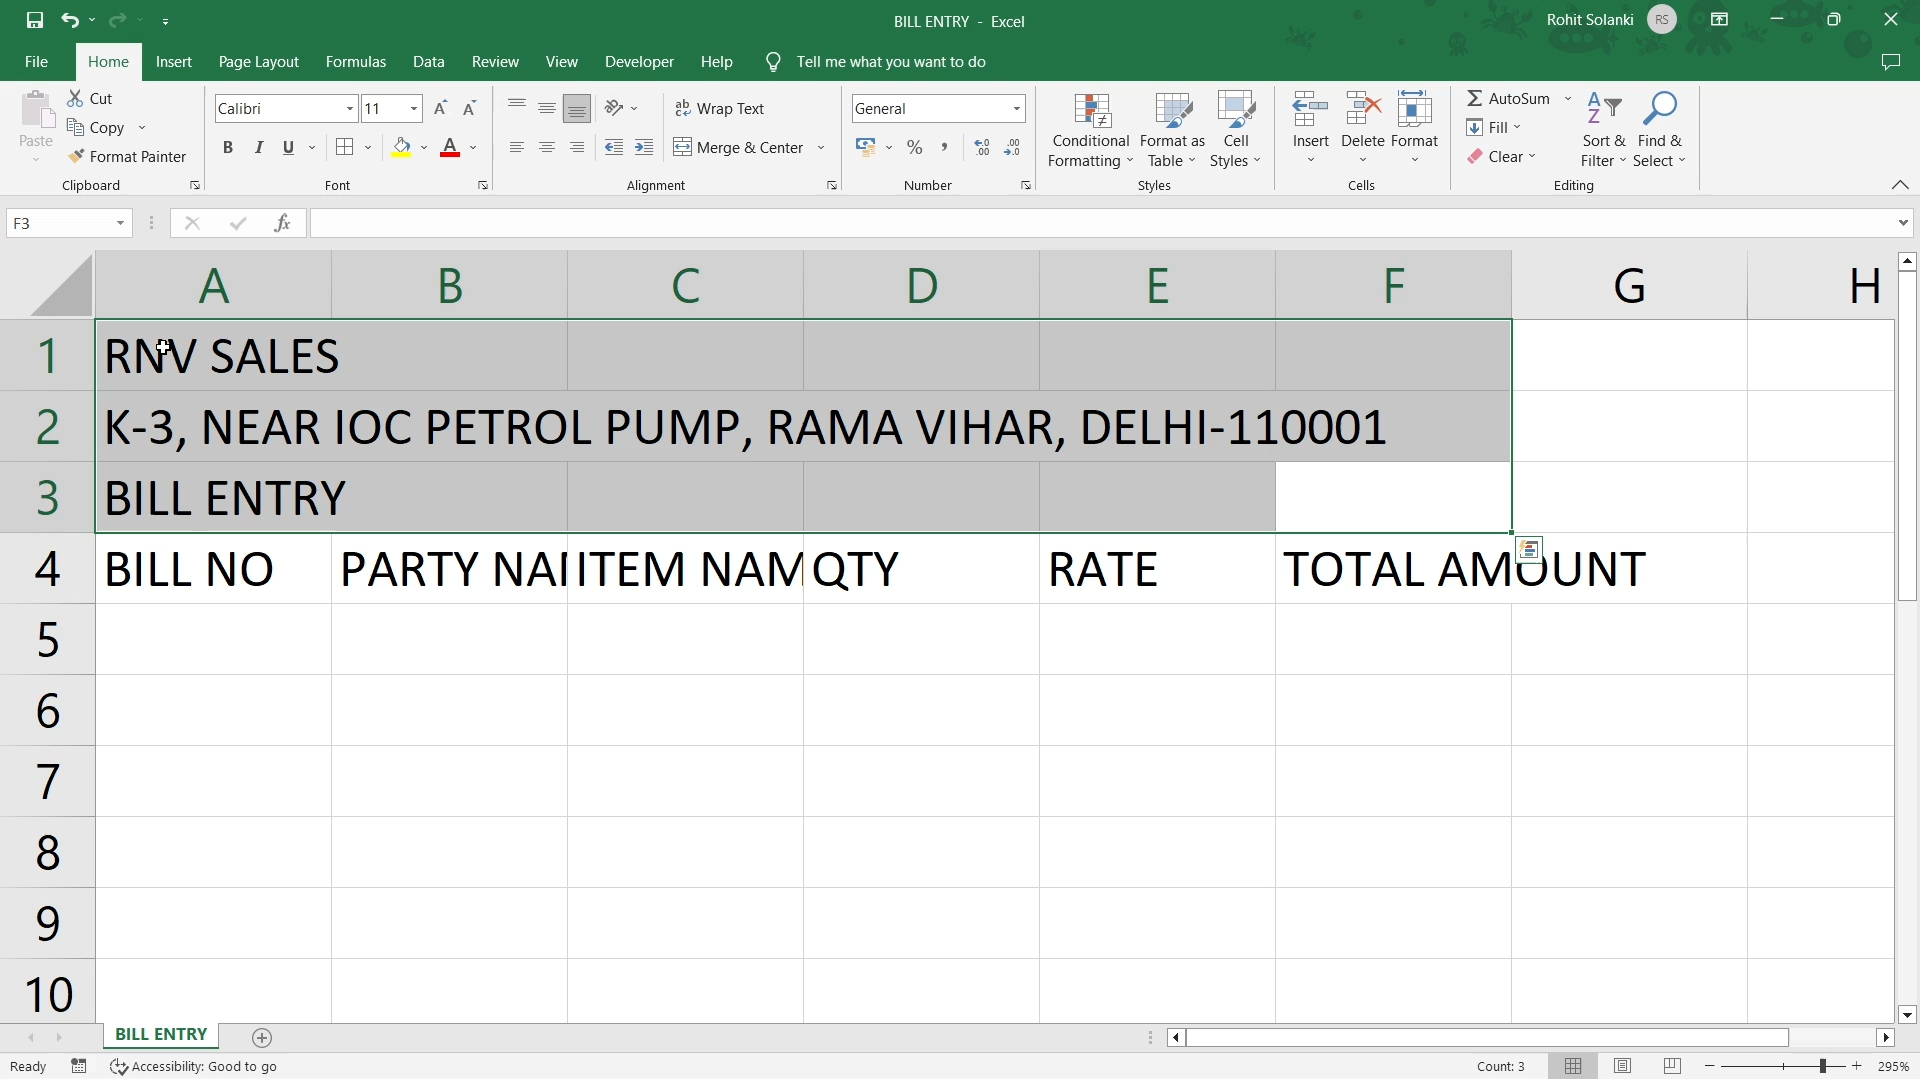 BILL ENTRY - Excel
Rohit Solanki RS
File Home Insert Page Layout Formulas Data Review View Developer Help Tell me what you want to do
Paste
Cut
Copy
Format Painter
Clipboard
Calibri 11
B I U
Font
ab Wrap Text
Merge & Center
Alignment
General
Number
Conditional Formatting
Format as Table
Cell Styles
Styles
Insert
Delete
Format
Cells
AutoSum
Fill
Clear
Sort & Filter
Find & Select
Editing
F3 fx
A B C D E F G H
1 RNV SALES
2 K-3, NEAR IOC PETROL PUMP, RAMA VIHAR, DELHI-110001
3 BILL ENTRY
4 BILL NO PARTY NAM ITEM NAM QTY RATE TOTAL AMOUNT
5
6
7
8
9
10
BILL ENTRY
Ready Accessibility: Good to go Count: 3 295%